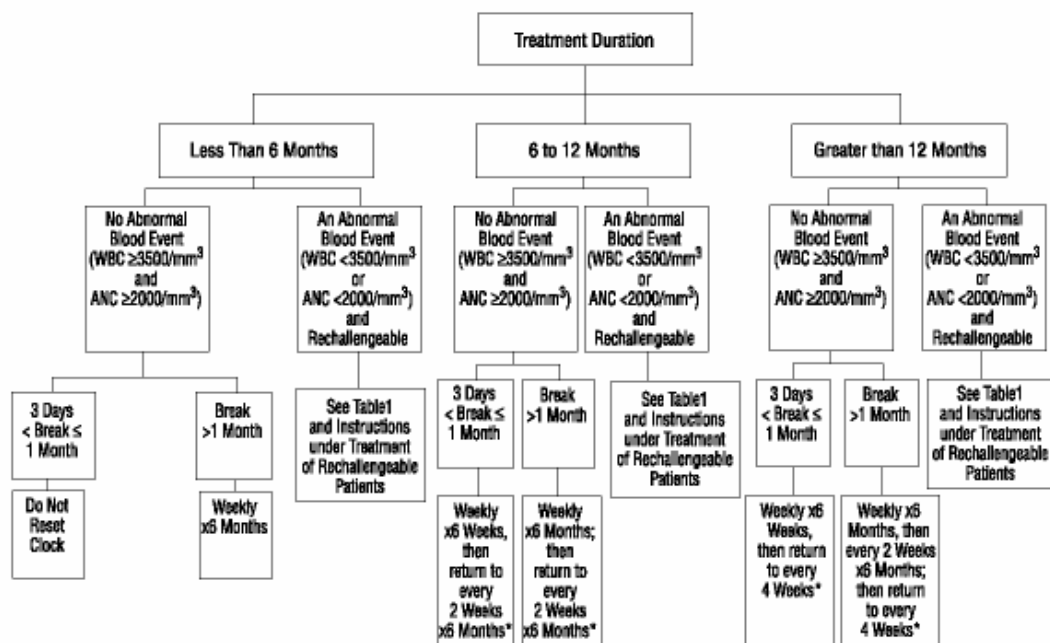 Treatment Duration
Less Than 6 Months
6 to 12 Months
Greater than 12 Months
No Abnormal
Blood Event
(WBC ≥3500/mm³
and
ANC ≥2000/mm³)
An Abnormal
Blood Event
(WBC <3500/mm³
or
ANC <2000/mm³)
and
Rechallengeable
No Abnormal
Blood Event
(WBC ≥3500/mm³
and
ANC ≥2000/mm³)
An Abnormal
Blood Event
(WBC <3500/mm³
or
ANC <2000/mm³)
and
Rechallengeable
No Abnormal
Blood Event
(WBC ≥3500/mm³
and
ANC ≥2000/mm³)
An Abnormal
Blood Event
(WBC <3500/mm³
or
ANC <2000/mm³)
and Rechallengeable
3 Days
< Break ≤
1 Month
Break
>1 Month
See Table1
and Instructions
under Treatment
of Rechallengeable
Patients
3 Days
< Break ≤
1 Month
Break
>1 Month
See Table1
and Instructions
under Treatment
of Rechallengeable
Patients
3 Days
< Break ≤
1 Month
Break
>1 Month
See Table1
and Instructions
under Treatment
of Rechallengeable
Patients
Do Not
Reset
Clock
Weekly
x6 Months
Weekly
x6 Weeks,
then
return to
every
2 Weeks
x6 Months*
Weekly
x6 Months;
then
return to
every
2 Weeks
x6 Months*
Weekly x6
Weeks,
then return
to every
4 Weeks*
Weekly x6
Months, then
every 2 Weeks
x6 Months;
then return
to every
4 Weeks*